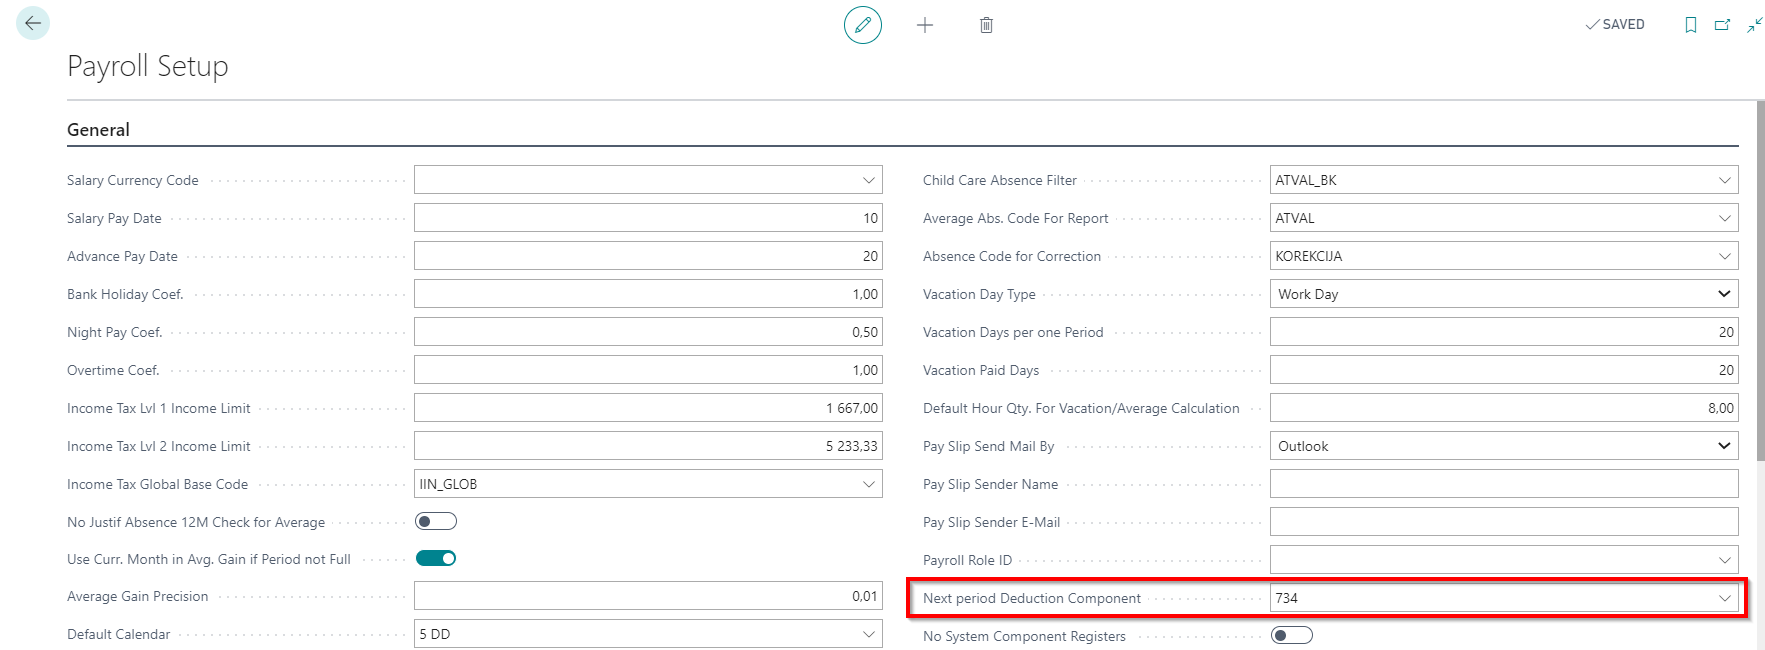 SAVED
Payroll Setup
General
Salary Currency Code
Salary Pay Date 10
Advance Pay Date 20
Bank Holiday Coef. 1,00
Night Pay Coef. 0,50
Overtime Coef. 1,00
Income Tax Lvl 1 Income Limit 1 667,00
Income Tax Lvl 2 Income Limit 5 233,33
Income Tax Global Base Code IIN_GLOB
No Justif Absence 12M Check for Average
Use Curr. Month in Avg. Gain if Period not Full
Average Gain Precision 0,01
Default Calendar 5 DD
Child Care Absence Filter ATVAL_BK
Average Abs. Code For Report ATVAL
Absence Code for Correction KOREKCIJA
Vacation Day Type Work Day
Vacation Days per one Period 20
Vacation Paid Days 20
Default Hour Qty. For Vacation/Average Calculation 8,00
Pay Slip Send Mail By Outlook
Pay Slip Sender Name
Pay Slip Sender E-Mail
Payroll Role ID
Next period Deduction Component 734
No System Component Registers